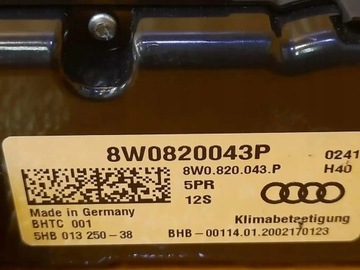 8W0820043P 0241
8W0.820.043.P H40
5PR
12S
Made in Germany Klimabetetigung
BHTC 001
5HB 013 250-38 BHB-00114.01.2002170123